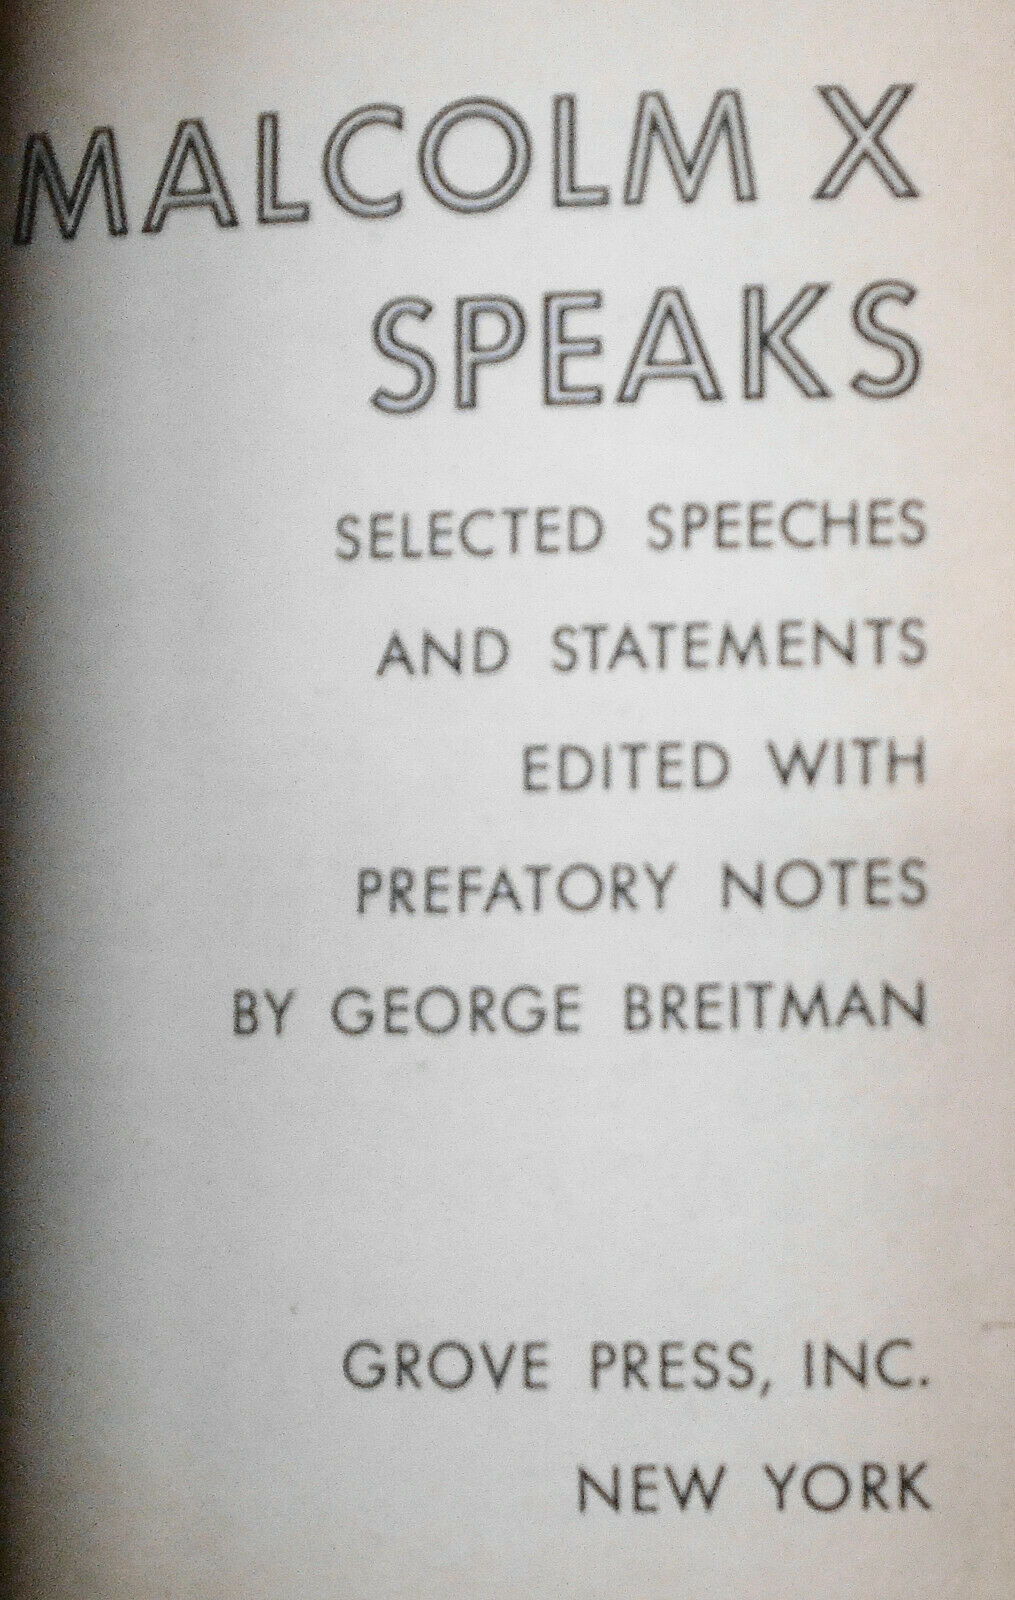 MALCOLM X
SPEAKS
SELECTED SPEECHES
AND STATEMENTS
EDITED WITH
PREFATORY NOTES
BY GEORGE BREITMAN
GROVE PRESS, INC.
NEW YORK